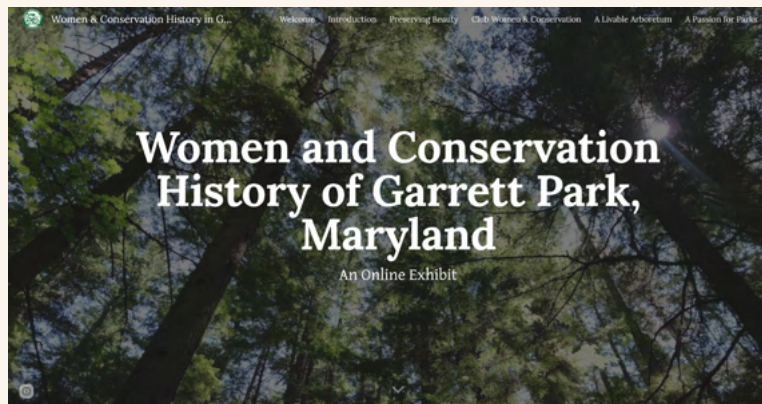 Women & Conservation History in G...
Welcome Introduction Preserving Beauty Club Women & Conservation A Livable Arboretum A Passion for Parks
Women and Conservation
History of Garrett Park,
Maryland
An Online Exhibit